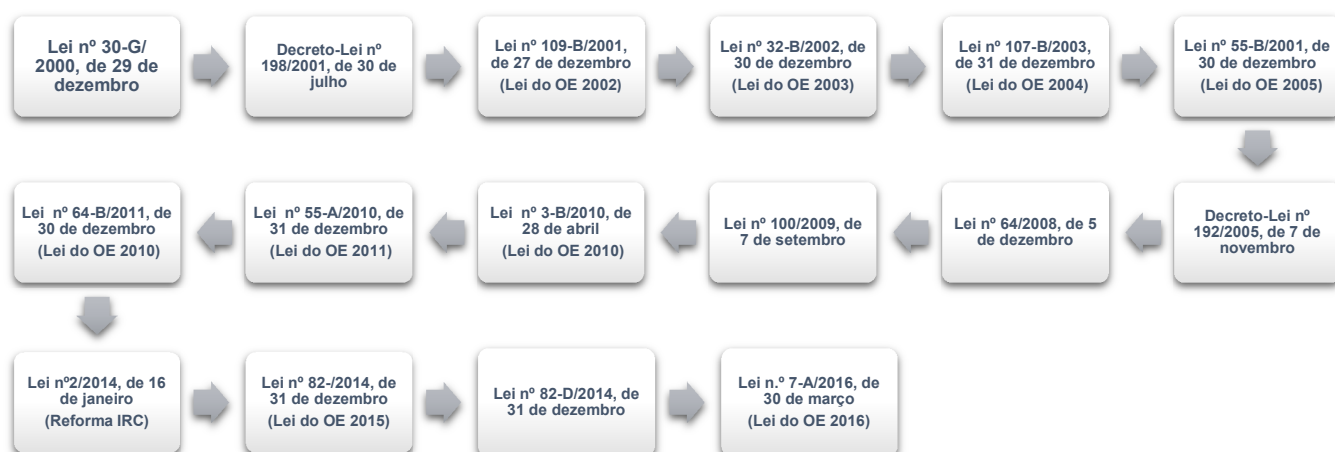 Lei nº 30-G/
2000, de 29 de
dezembro
Decreto-Lei nº
198/2001, de 30 de
julho
Lei nº 109-B/2001,
de 27 de dezembro
(Lei do OE 2002)
Lei nº 32-B/2002, de
30 de dezembro
(Lei do OE 2003)
Lei nº 107-B/2003,
de 31 de dezembro
(Lei do OE 2004)
Lei nº 55-B/2001, de
30 de dezembro
(Lei do OE 2005)
Decreto-Lei nº
192/2005, de 7 de
novembro
Lei nº 64/2008, de 5
de dezembro
Lei nº 100/2009, de
7 de setembro
Lei nº 3-B/2010, de
28 de abril
(Lei do OE 2010)
Lei nº 55-A/2010, de
31 de dezembro
(Lei do OE 2011)
Lei nº 64-B/2011, de
30 de dezembro
(Lei do OE 2010)
Lei nº2/2014, de 16
de janeiro
(Reforma IRC)
Lei nº 82-/2014, de
31 de dezembro
(Lei do OE 2015)
Lei nº 82-D/2014, de
31 de dezembro
Lei n.º 7-A/2016, de
30 de março
(Lei do OE 2016)